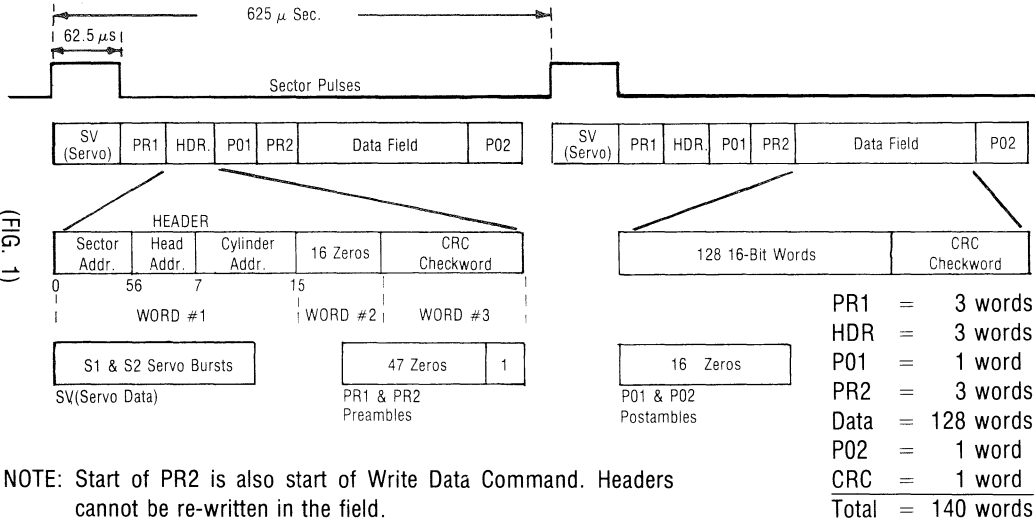 625 μ Sec.
62.5 μs
Sector Pulses
SV (Servo) PR1 HDR. P01 PR2 Data Field P02
SV (Servo) PR1 HDR. P01 PR2 Data Field P02
(FIG. 1)
HEADER
Sector Addr. Head Addr. Cylinder Addr. 16 Zeros CRC Checkword
0 56 7 15
WORD #1 WORD #2 WORD #3
128 16-Bit Words CRC Checkword
S1 & S2 Servo Bursts
SV(Servo Data)
47 Zeros 1
PR1 & PR2
Preambles
16 Zeros
P01 & P02
Postambles
PR1 = 3 words
HDR = 3 words
P01 = 1 word
PR2 = 3 words
Data = 128 words
P02 = 1 word
CRC = 1 word
Total = 140 words
NOTE: Start of PR2 is also start of Write Data Command. Headers
cannot be re-written in the field.